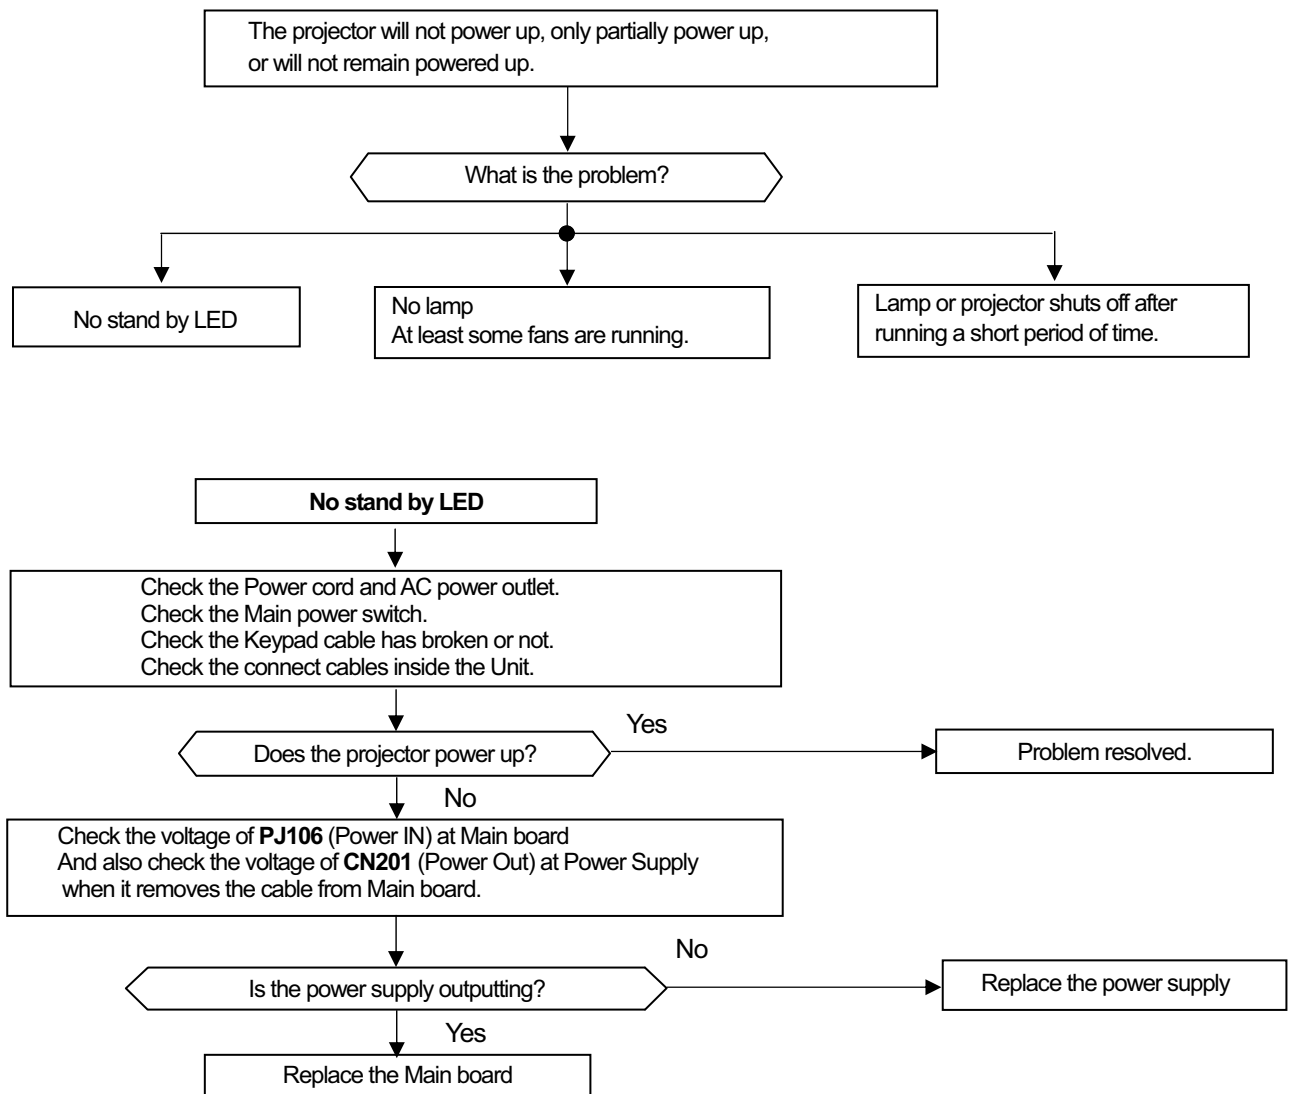 The projector will not power up, only partially power up,
or will not remain powered up.
What is the problem?
No stand by LED
No lamp
At least some fans are running.
Lamp or projector shuts off after
running a short period of time.
No stand by LED
Check the Power cord and AC power outlet.
Check the Main power switch.
Check the Keypad cable has broken or not.
Check the connect cables inside the Unit.
Does the projector power up?
Yes
Problem resolved.
No
Check the voltage of PJ106 (Power IN) at Main board
And also check the voltage of CN201 (Power Out) at Power Supply
when it removes the cable from Main board.
Is the power supply outputting?
No
Replace the power supply
Yes
Replace the Main board